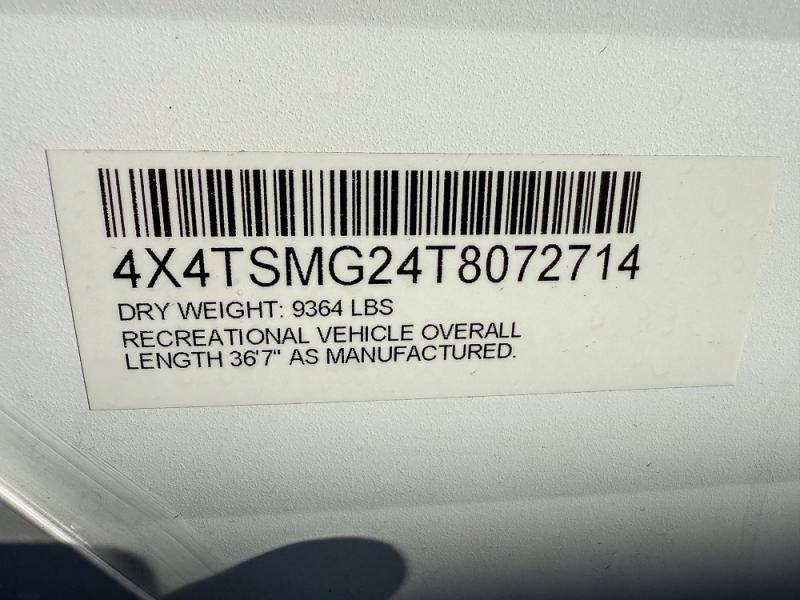 4X4TSMG24T8072714
DRY WEIGHT: 9364 LBS
RECREATIONAL VEHICLE OVERALL
LENGTH 36'7" AS MANUFACTURED.